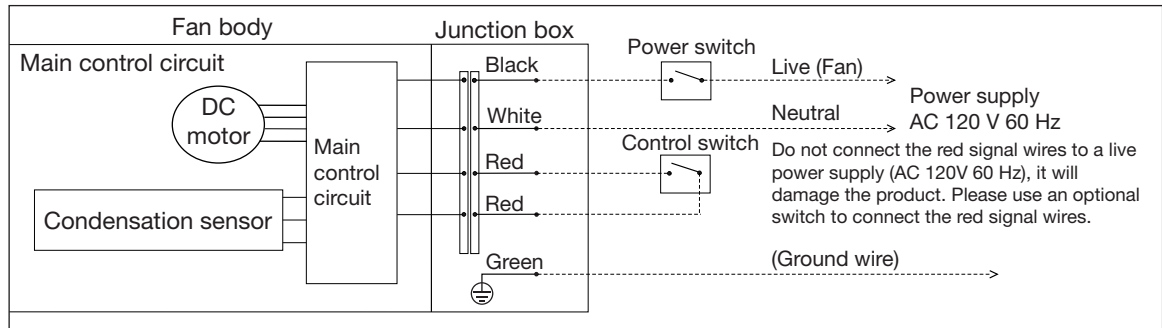 Fan body
Junction box
Main control circuit
Power switch
Black
Live (Fan)
DC
motor
Power supply
AC 120 V 60 Hz
White
Neutral
Main
control
circuit
Control switch
Red
Do not connect the red signal wires to a live
power supply (AC 120V 60 Hz), it will
damage the product. Please use an optional
switch to connect the red signal wires.
Red
Condensation sensor
Green
(Ground wire)